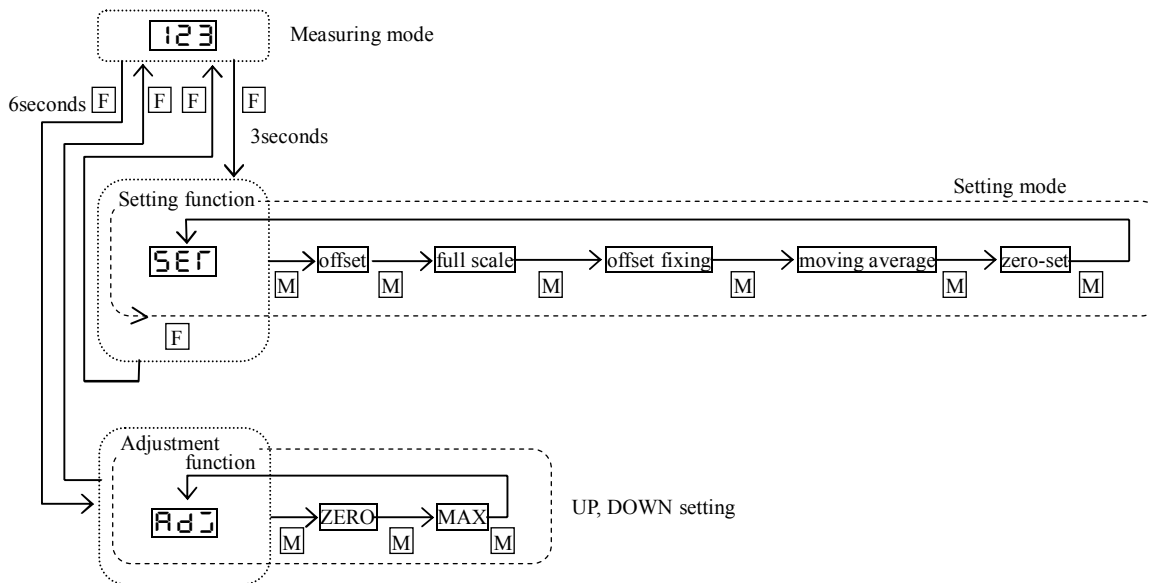 123
Measuring mode
6seconds F F F F
3seconds
Setting mode
Setting function
SET
offset
full scale
offset fixing
moving average
zero-set
M M M M M M
F
Adjustment
function
AdJ
ZERO
MAX
M M M
UP, DOWN setting